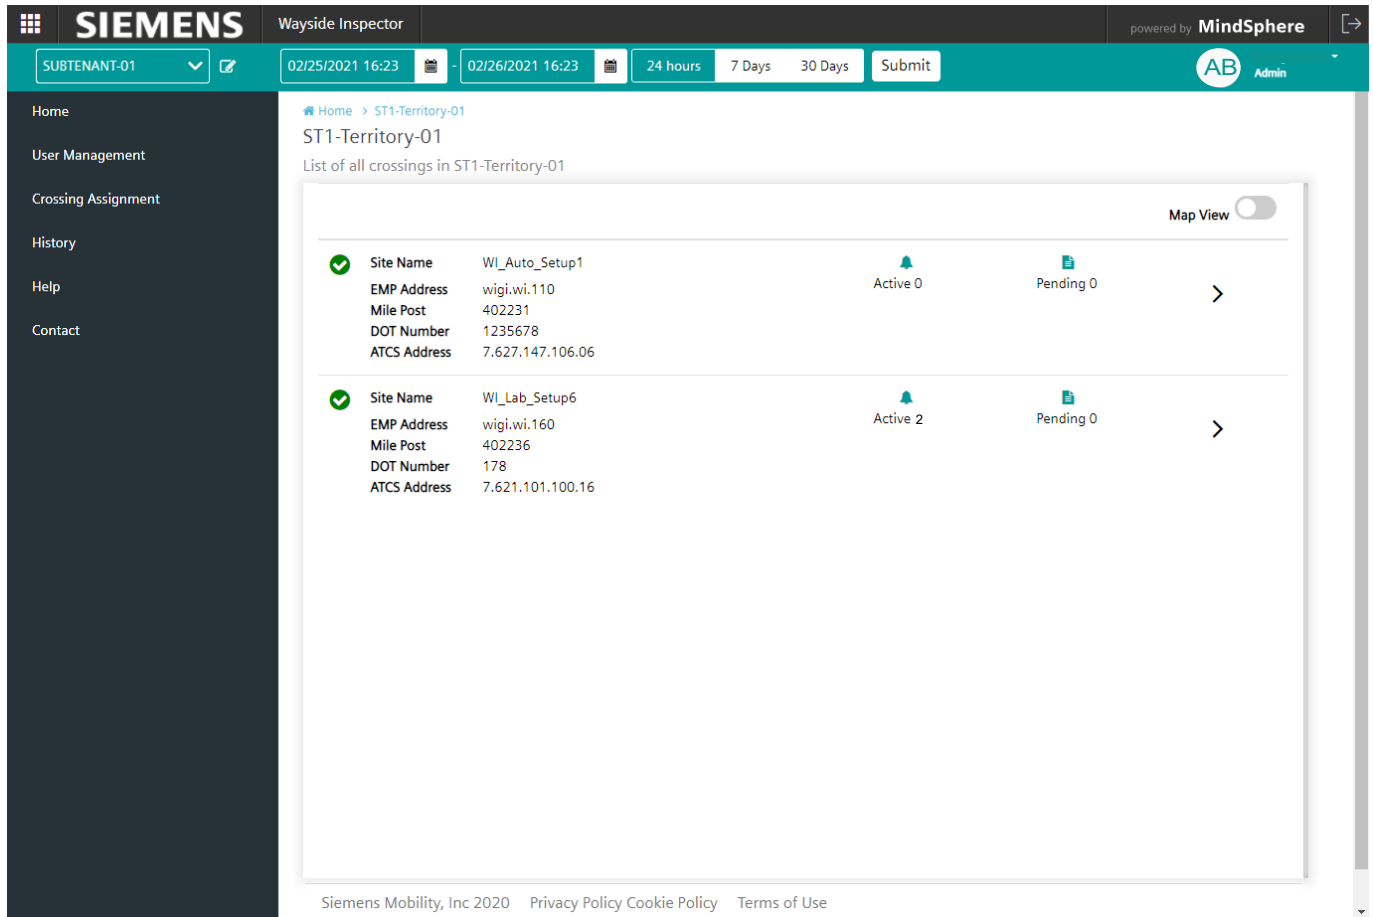 SIEMENS Wayside Inspector powered by MindSphere
SUBTENANT-01 02/25/2021 16:23 - 02/26/2021 16:23 24 hours 7 Days 30 Days Submit AB Admin
Home
User Management
Crossing Assignment
History
Help
Contact
Home > ST1-Territory-01
ST1-Territory-01
List of all crossings in ST1-Territory-01
Map View
Site Name WI_Auto_Setup1
EMP Address wigi.wi.110
Mile Post 402231
DOT Number 1235678
ATCS Address 7.627.147.106.06
Active 0 Pending 0
Site Name WI_Lab_Setup6
EMP Address wigi.wi.160
Mile Post 402236
DOT Number 178
ATCS Address 7.621.101.100.16
Active 2 Pending 0
Siemens Mobility, Inc 2020 Privacy Policy Cookie Policy Terms of Use